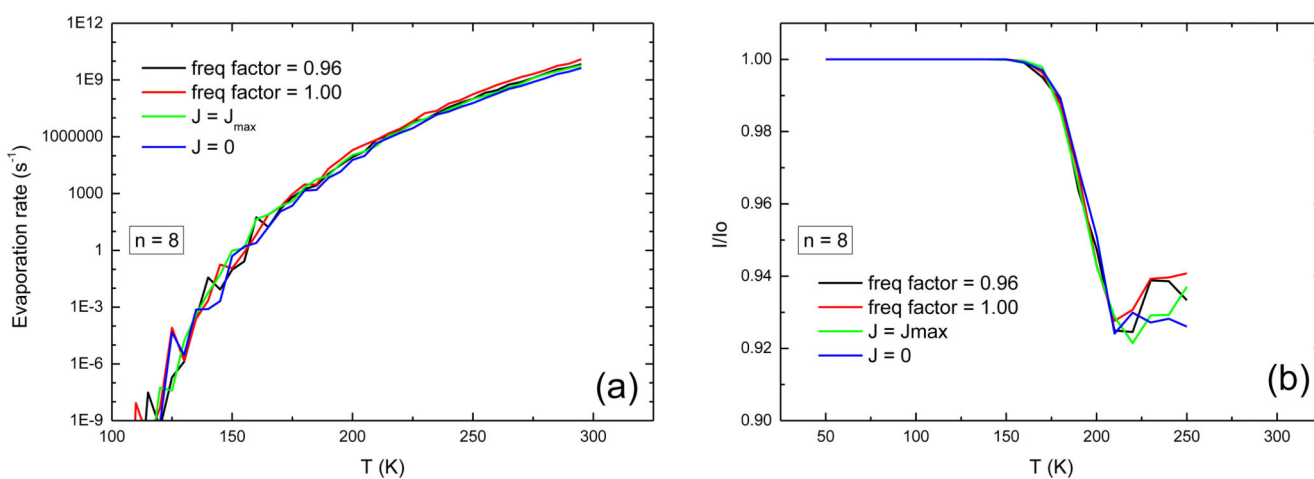 1E12
1E9
1000000
1000
1
1E-3
1E-6
1E-9
Evaporation rate (s⁻¹)
freq factor = 0.96
freq factor = 1.00
J = J_max
J = 0
n = 8
(a)
100 150 200 250 300
T (K)
1.00
0.98
0.96
0.94
0.92
0.90
I/Io
n = 8
freq factor = 0.96
freq factor = 1.00
J = Jmax
J = 0
(b)
50 100 150 200 250 300
T (K)